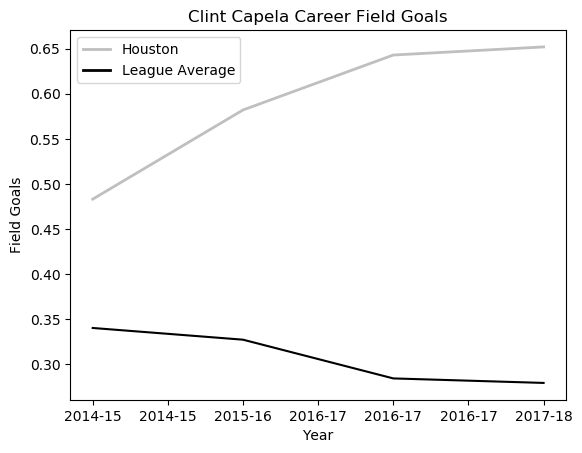 Clint Capela Career Field Goals
Houston
League Average
0.65
0.60
0.55
0.50
0.45
0.40
0.35
0.30
Field Goals
2014-15 2014-15 2015-16 2016-17 2016-17 2016-17 2017-18
Year